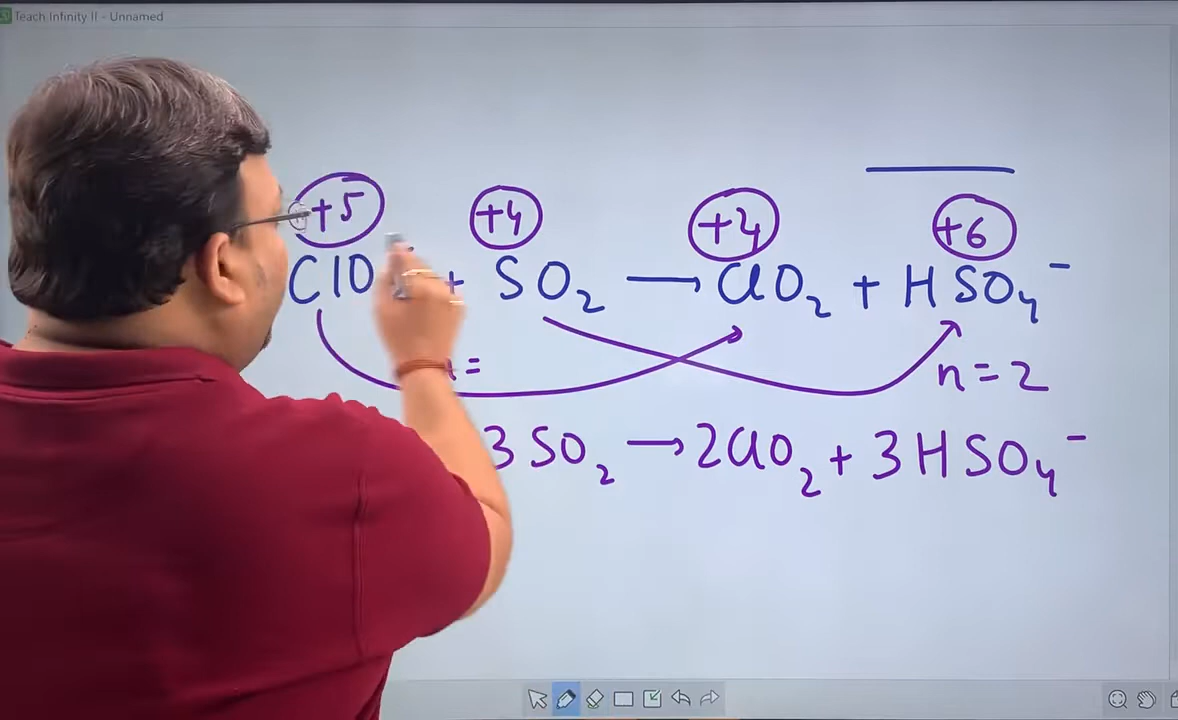 Teach Infinity II - Unnamed
+5 +4 +4 +6
ClO + SO₂ → ClO₂ + HSO₄⁻
n = 2
3SO₂ → 2ClO₂ + 3HSO₄⁻